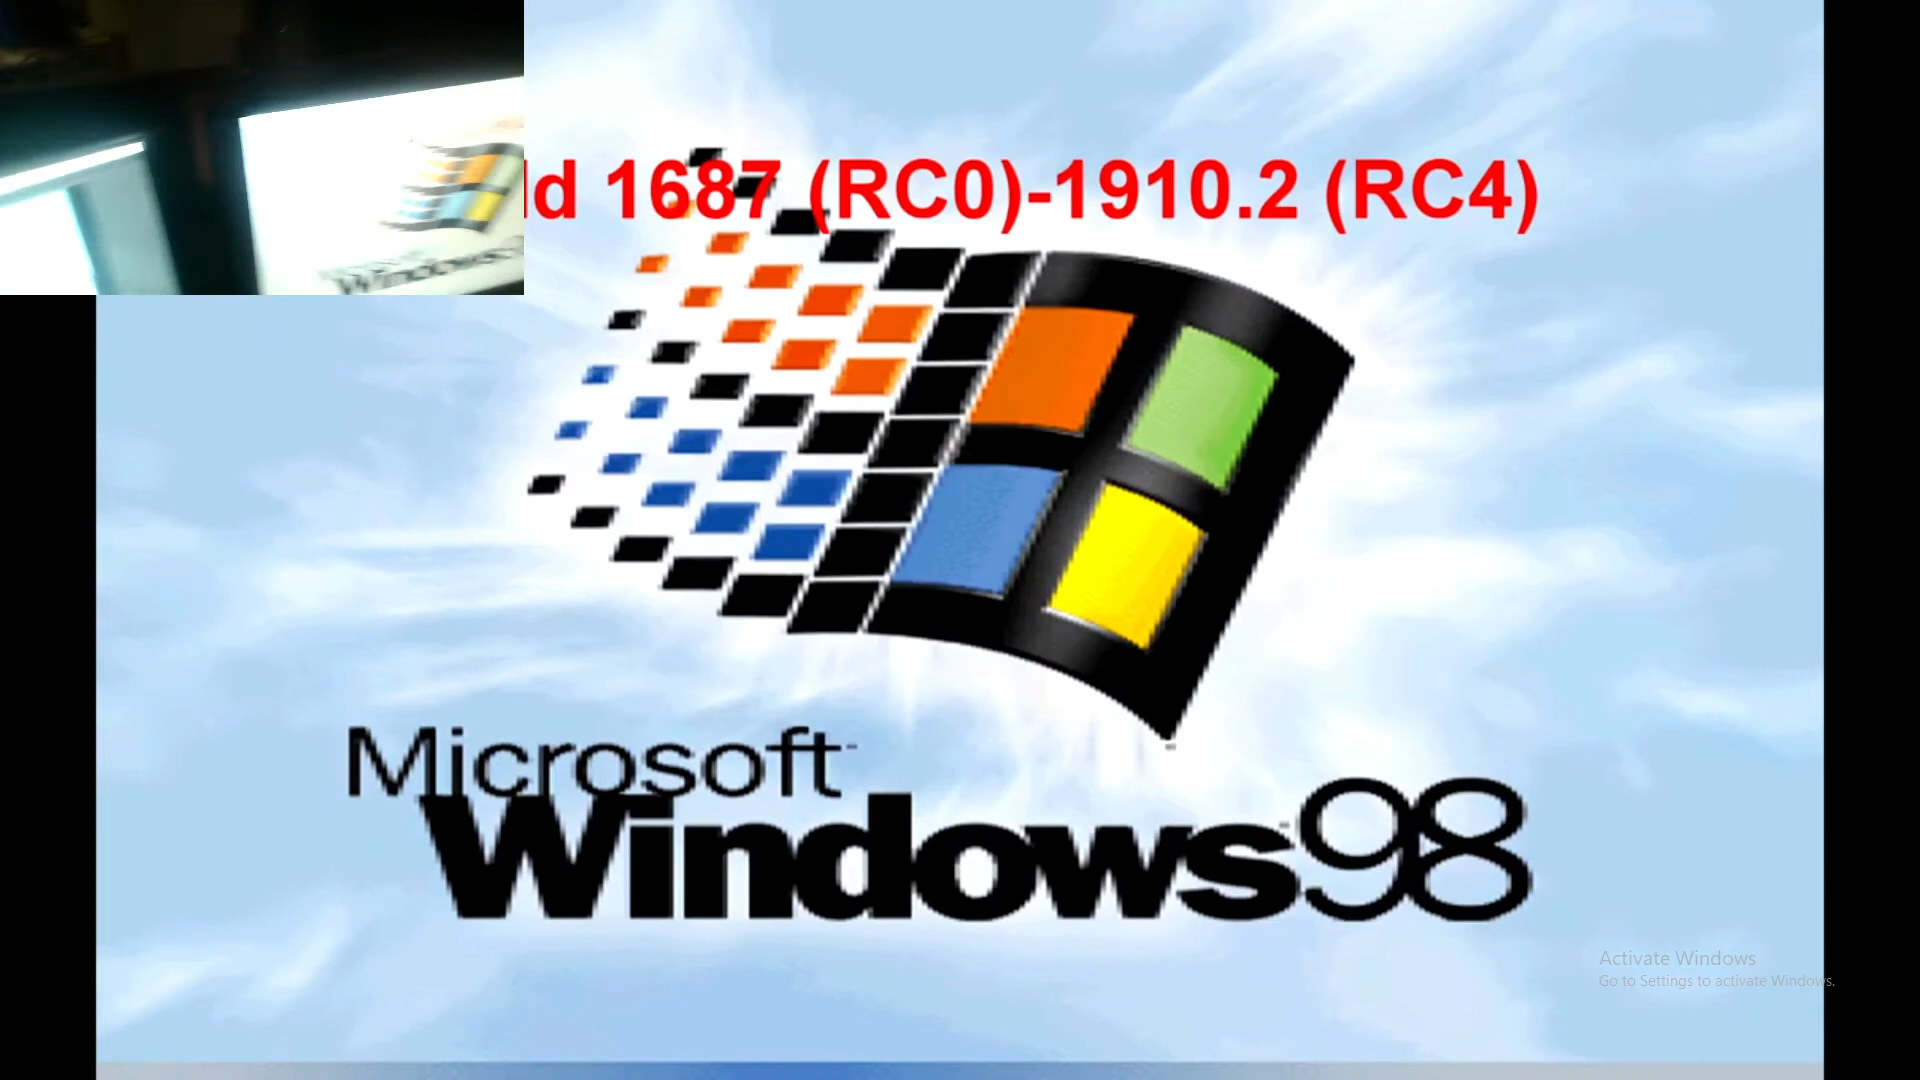 ld 1687 (RC0)-1910.2 (RC4)
Microsoft
Windows98
Activate Windows
Go to Settings to activate Windows.